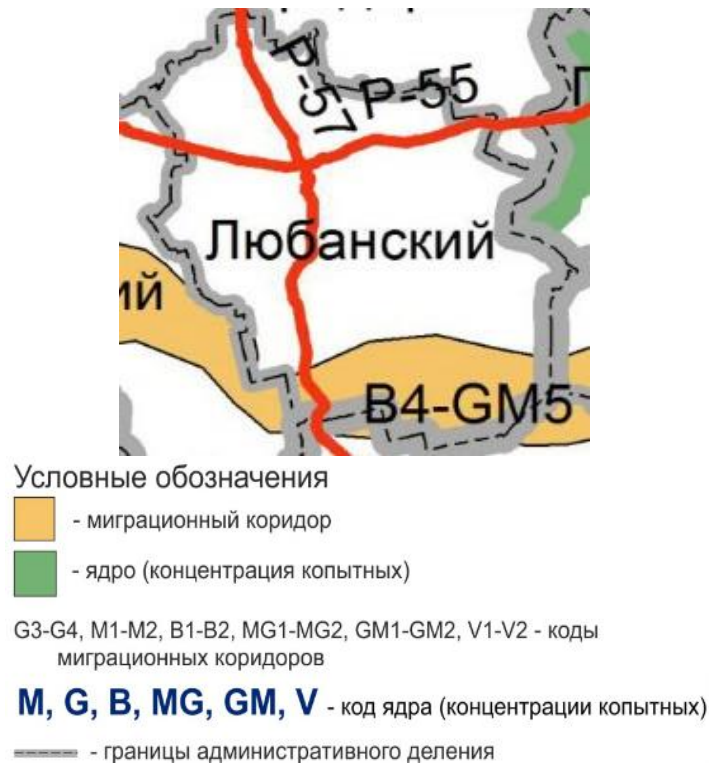 Р-57
Р-55
Любанский
ий
В4-GM5
Условные обозначения
- миграционный коридор
- ядро (концентрация копытных)
G3-G4, M1-M2, B1-B2, MG1-MG2, GM1-GM2, V1-V2 - коды
миграционных коридоров
M, G, B, MG, GM, V - код ядра (концентрации копытных)
- границы административного деления